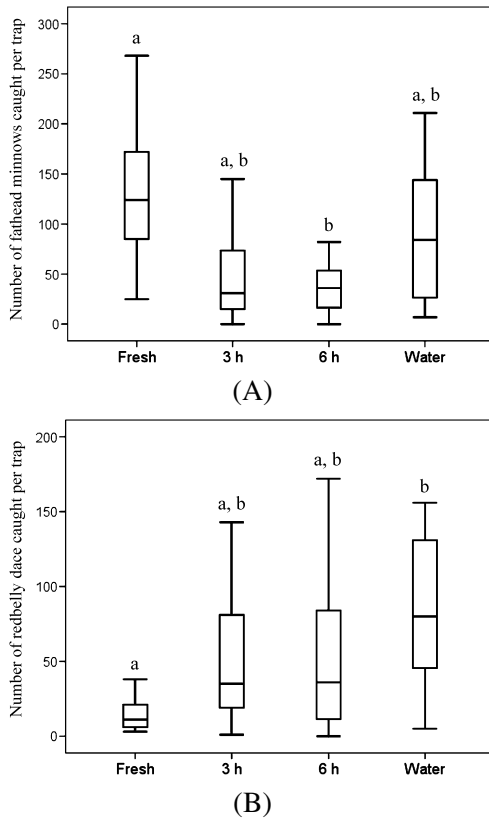 Number of fathead minnows caught per trap
300
250
200
150
100
50
0
a
a, b
b
a, b
Fresh 3 h 6 h Water
(A)
Number of redbelly dace caught per trap
200
150
100
50
0
a
a, b
a, b
b
Fresh 3 h 6 h Water
(B)